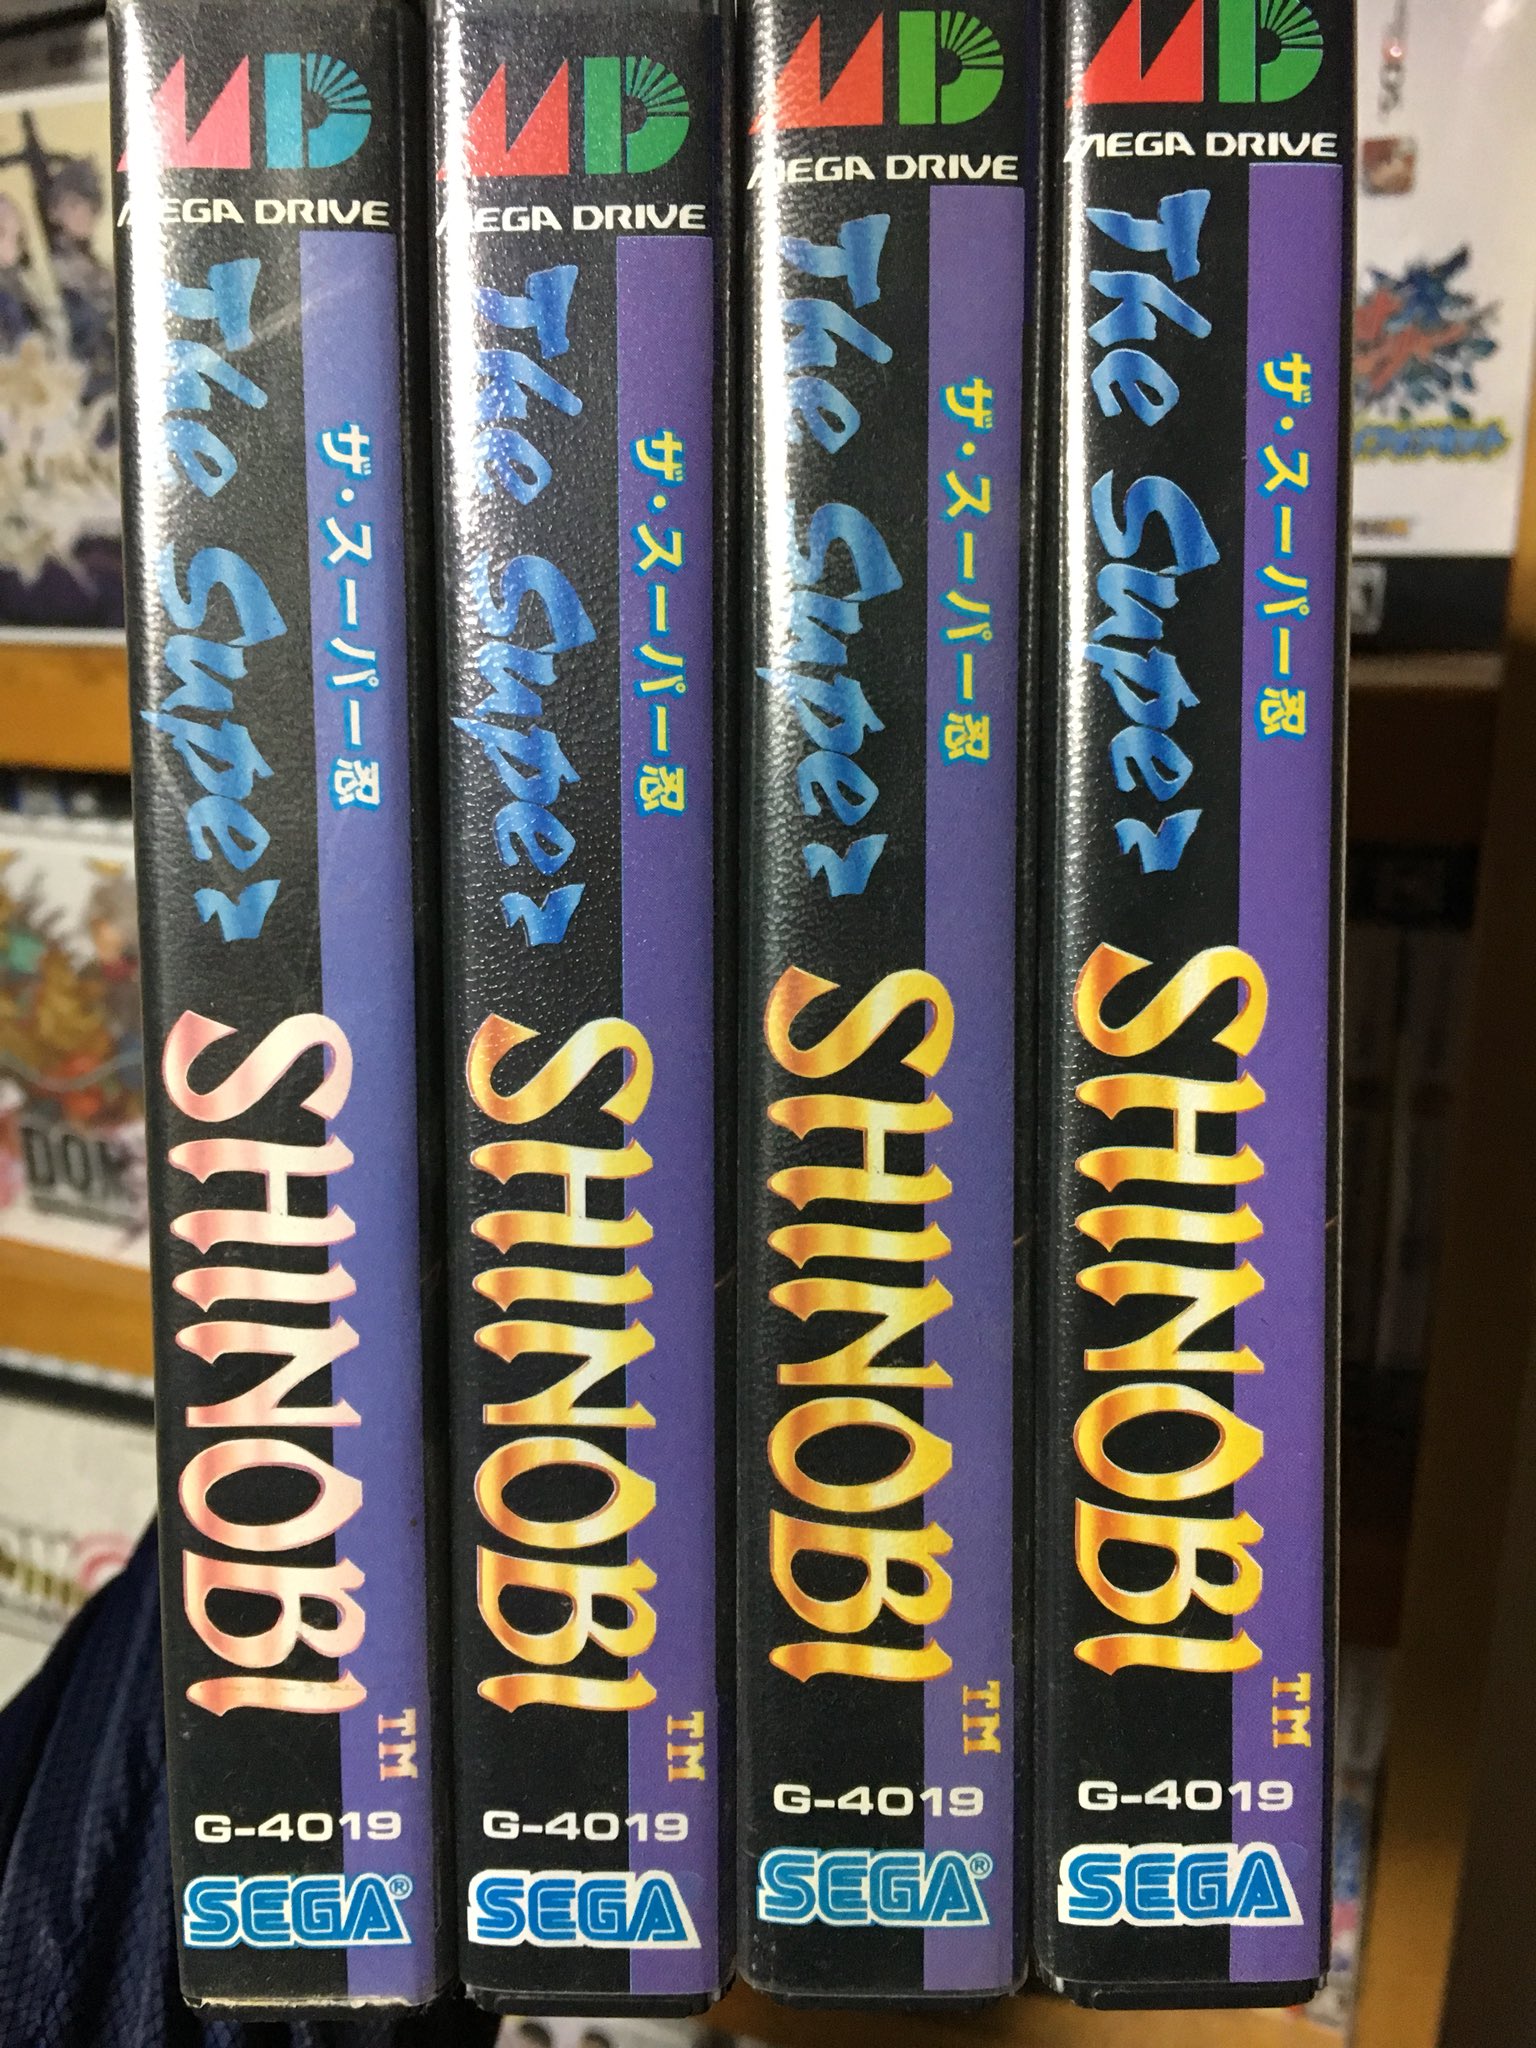 MD
MEGA DRIVE
The Super
SHINOBI TM
ザ・スーパー忍
G-4019
SEGA®
MD
MEGA DRIVE
The Super
SHINOBI TM
ザ・スーパー忍
G-4019
SEGA
MD
MEGA DRIVE
The Super
SHINOBI TM
ザ・スーパー忍
G-4019
SEGA®
MD
MEGA DRIVE
The Super
SHINOBI TM
ザ・スーパー忍
G-4019
SEGA
DON